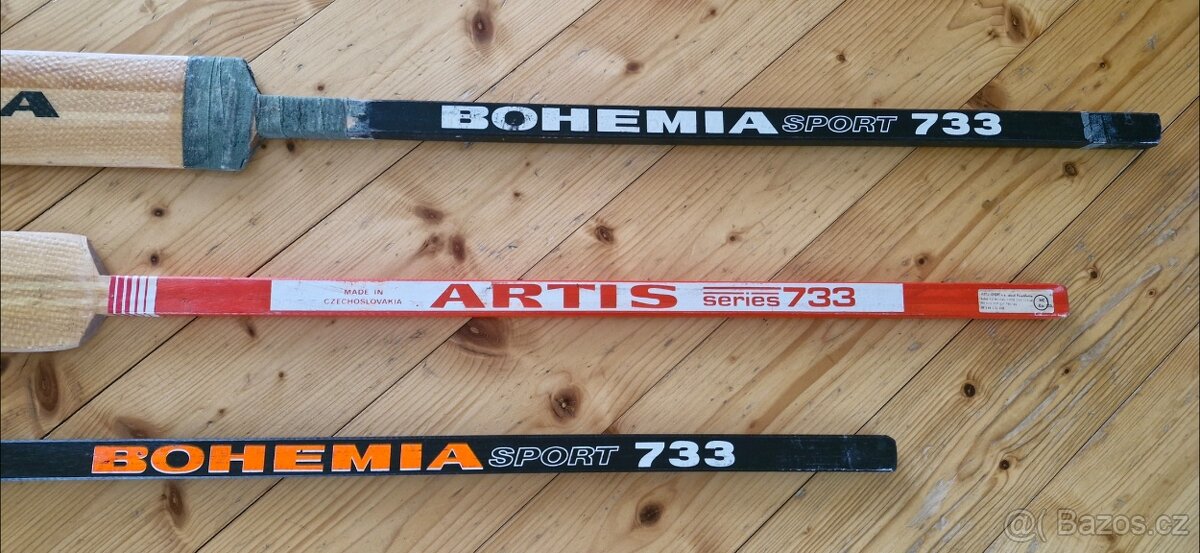 A
BOHEMIA SPORT 733
MADE IN
CZECHOSLOVAKIA
ARTIS series 733
BOHEMIA SPORT 733
@( Bazos.cz